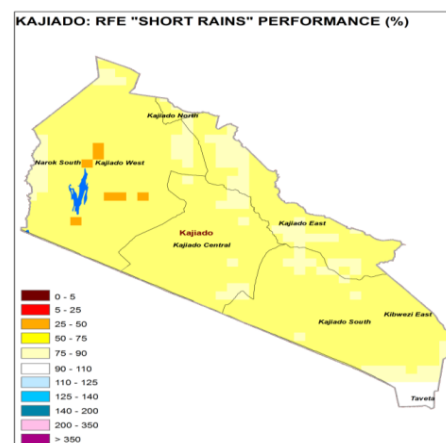 KAJIADO: RFE "SHORT RAINS" PERFORMANCE (%)
Kajiado North
Narok South
Kajiado West
Kajiado East
Kajiado
Kajiado Central
Kibwezi East
Kajiado South
Taveta
0 - 5
5 - 25
25 - 50
50 - 75
75 - 90
90 - 110
110 - 125
125 - 140
140 - 200
200 - 350
> 350